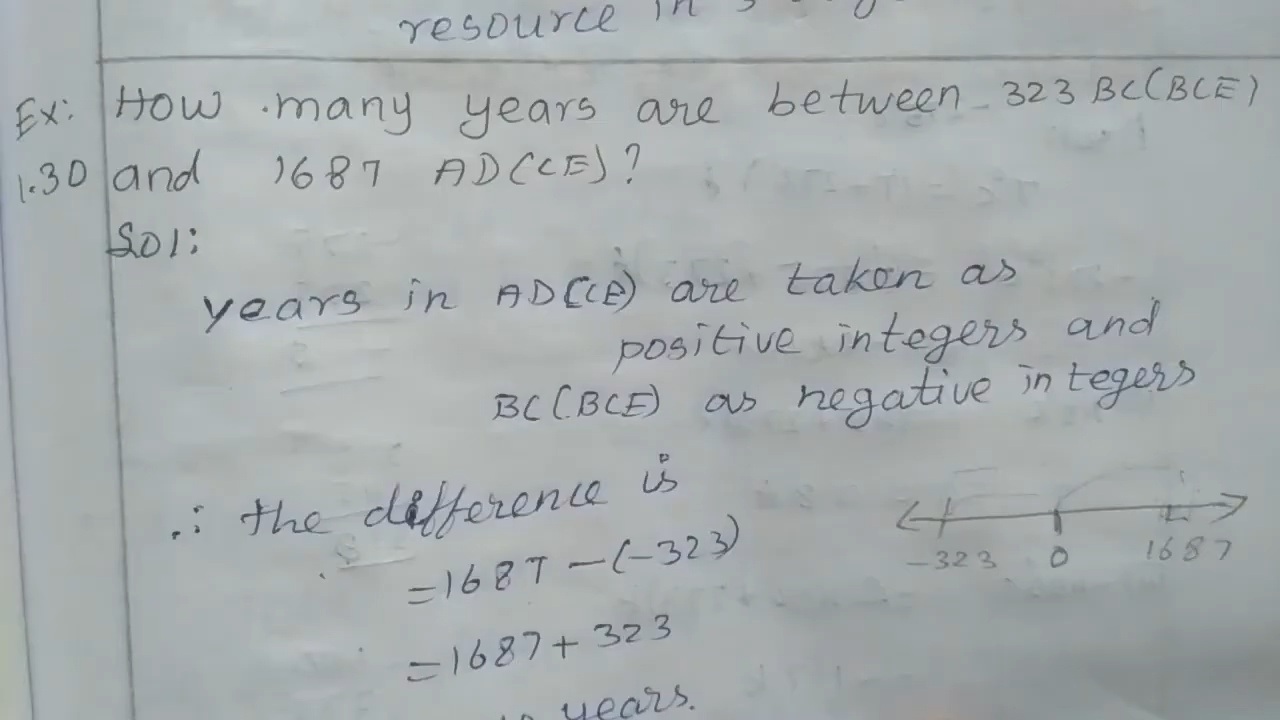 resource in
Ex: How many years are between 323 BC(BCE)
1.30 and 1687 AD(CE)?
Sol:
years in AD(CE) are taken as
positive integers and
BC(BCE) as negative integers
∴ the difference is
=1687-(-323)
=1687+323
years.
-323 0 1687